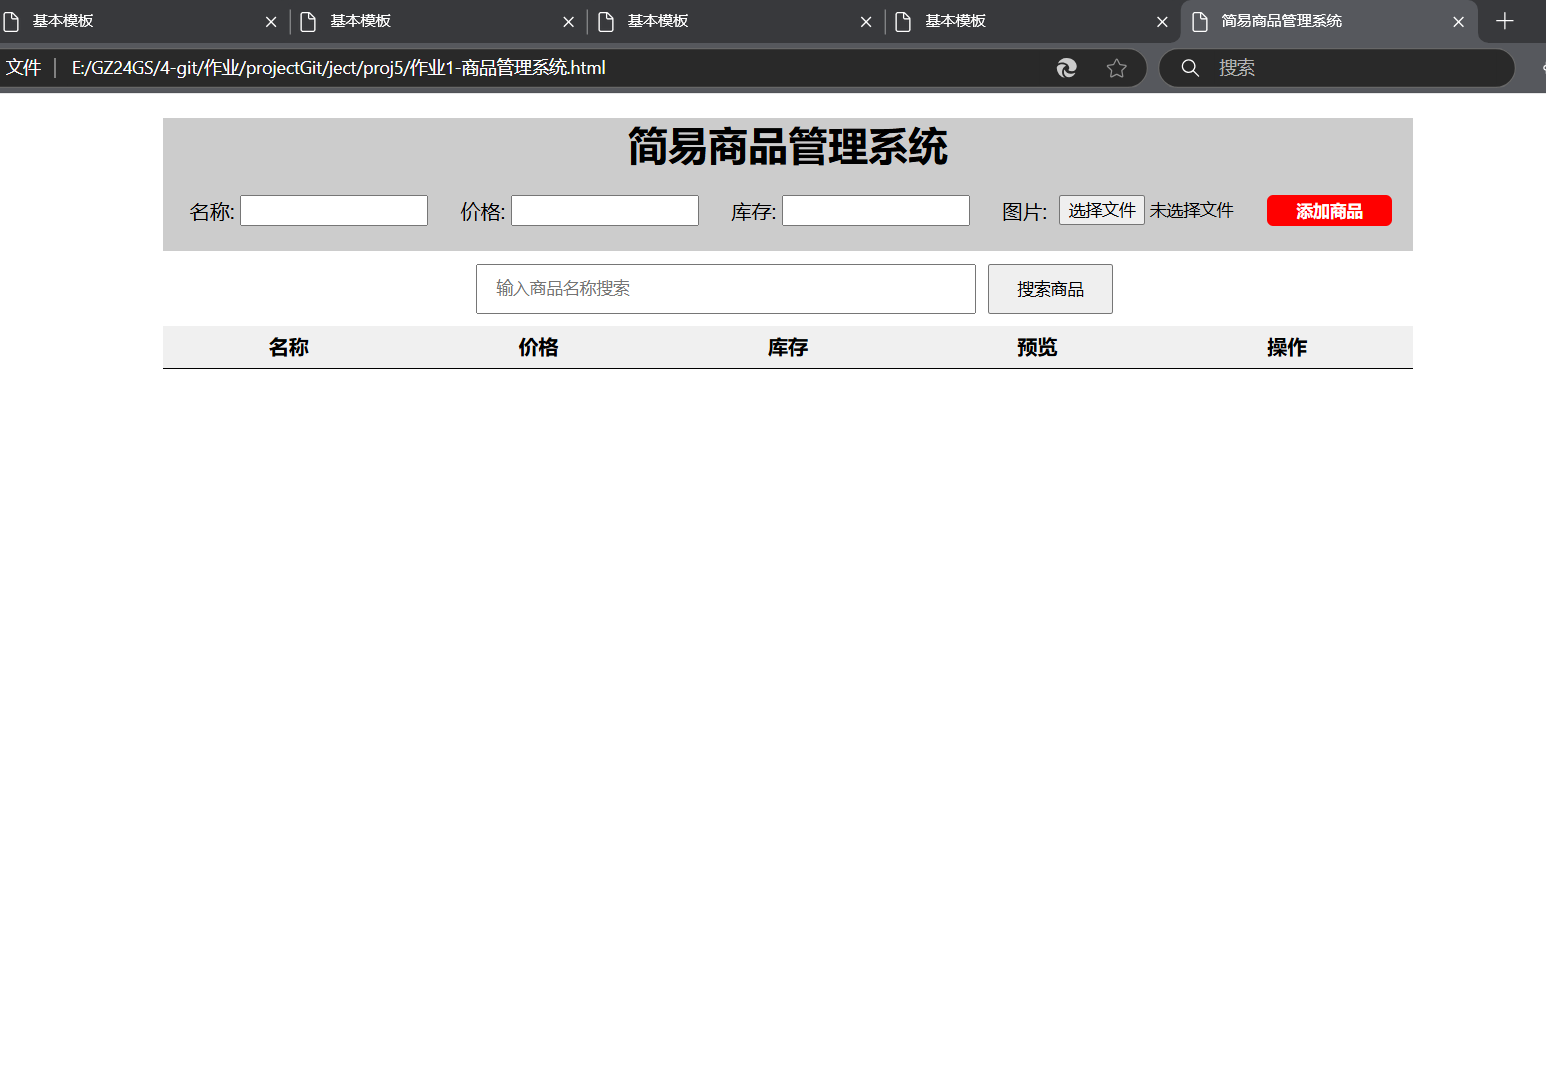 基本模板 基本模板 基本模板 基本模板 简易商品管理系统
文件 E:/GZ24GS/4-git/作业/projectGit/ject/proj5/作业1-商品管理系统.html 搜索
简易商品管理系统
名称: 价格: 库存: 图片: 选择文件 未选择文件 添加商品
输入商品名称搜索 搜索商品
名称 价格 库存 预览 操作